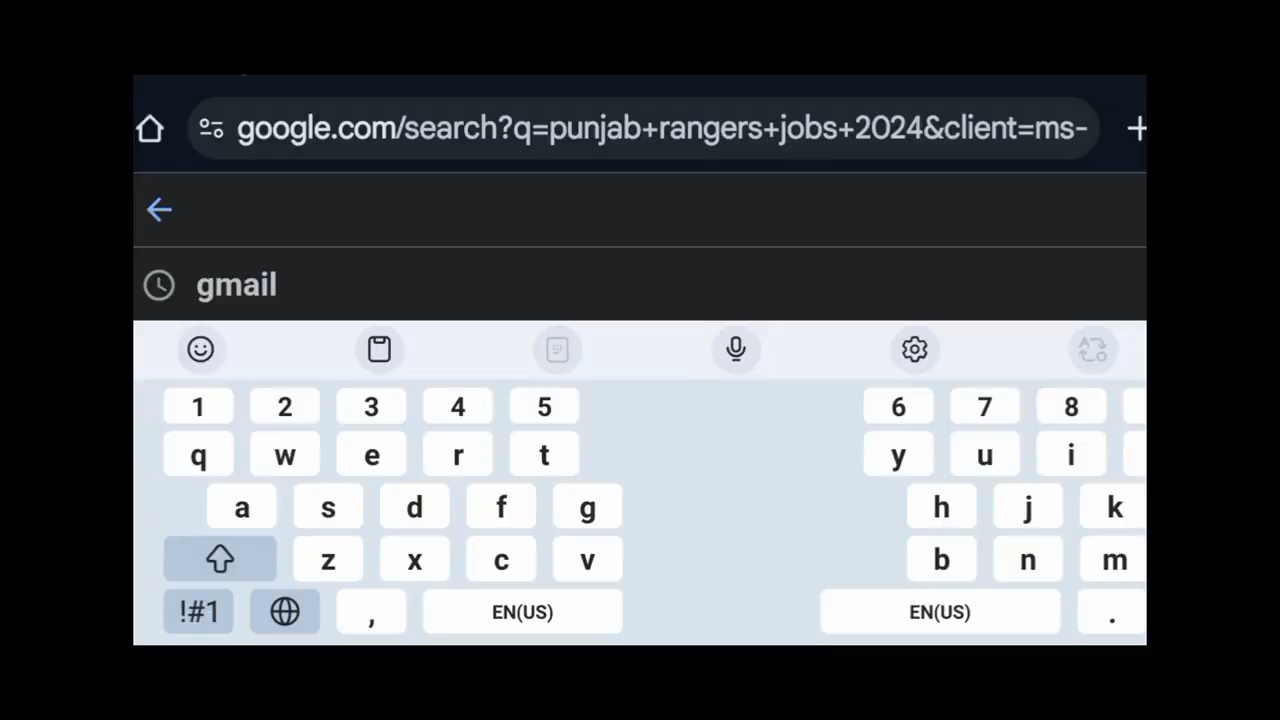 google.com/search?q=punjab+rangers+jobs+2024&client=ms-
gmail
1 2 3 4 5 6 7 8
q w e r t y u i
a s d f g h j k
z x c v b n m
!#1 , EN(US) EN(US) .